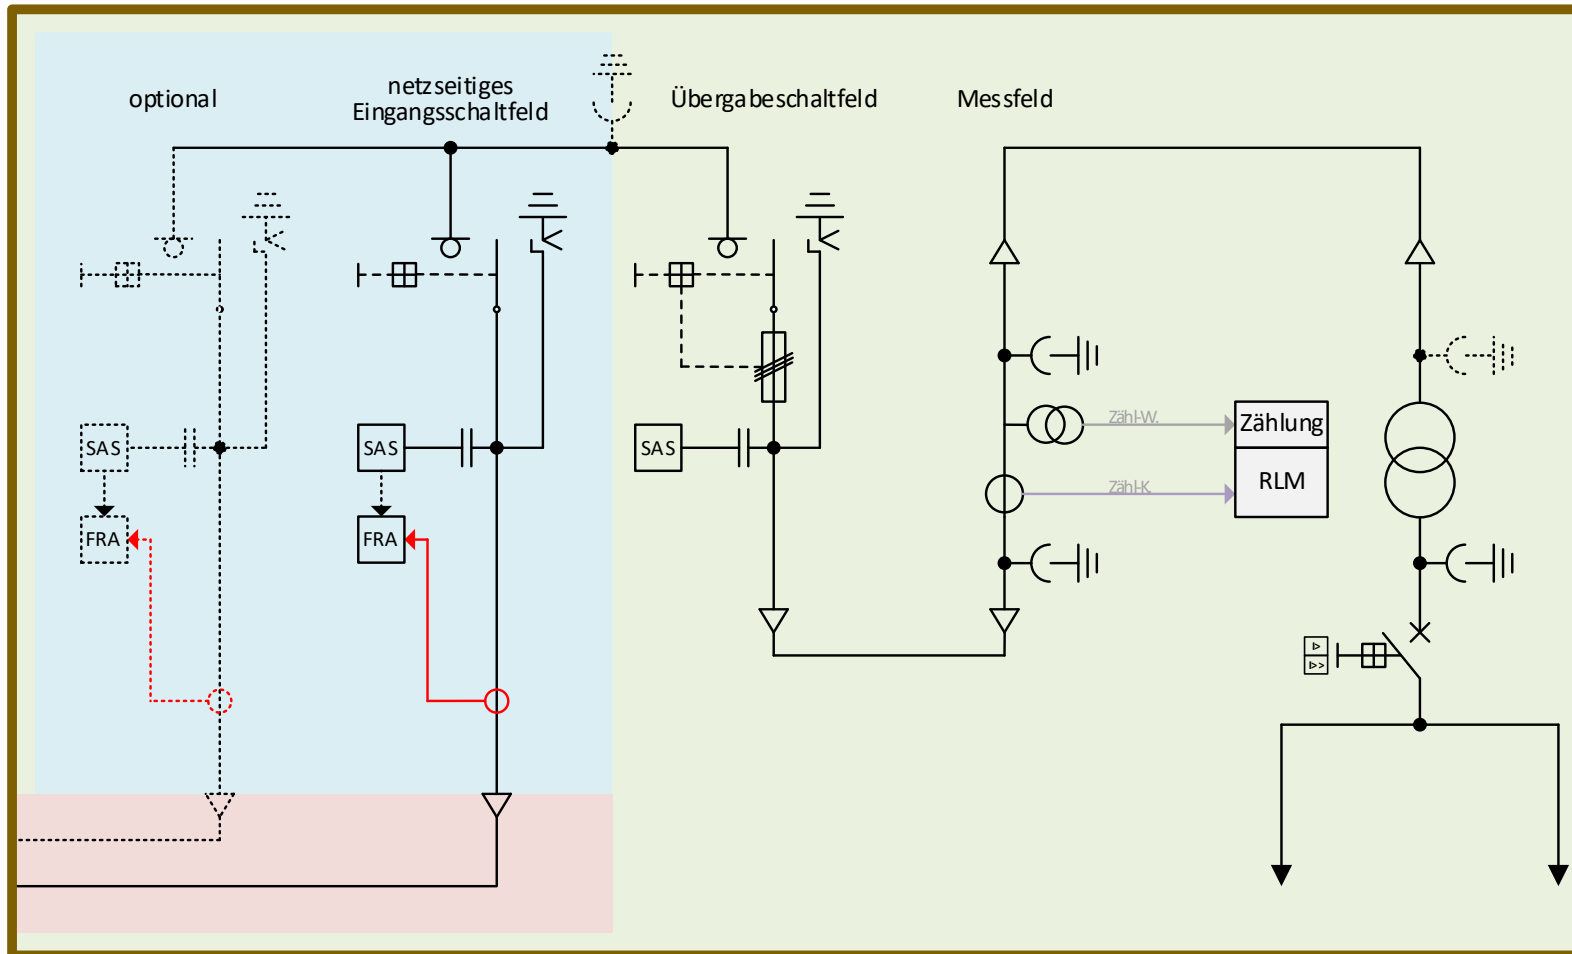 optional
netzseitiges
Eingangsschaltfeld
Übergabeschaltfeld
Messfeld
SAS
FRA
SAS
FRA
SAS
Zähl-W.
Zähl-K.
Zählung
RLM
I>
I>>